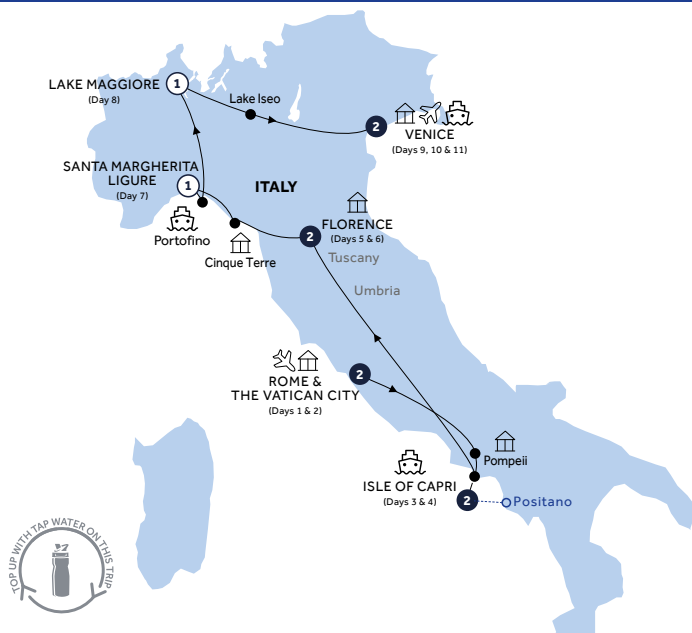 LAKE MAGGIORE
1
(Day 8)
Lake Iseo
2
VENICE
(Days 9, 10 & 11)
SANTA MARGHERITA
LIGURE
1
(Day 7)
ITALY
Portofino
Cinque Terre
2
FLORENCE
(Days 5 & 6)
Tuscany
Umbria
2
ROME &
THE VATICAN CITY
(Days 1 & 2)
Pompeii
ISLE OF CAPRI
(Days 3 & 4)
2
Positano
TOP UP WITH TAP WATER ON THIS TRIP